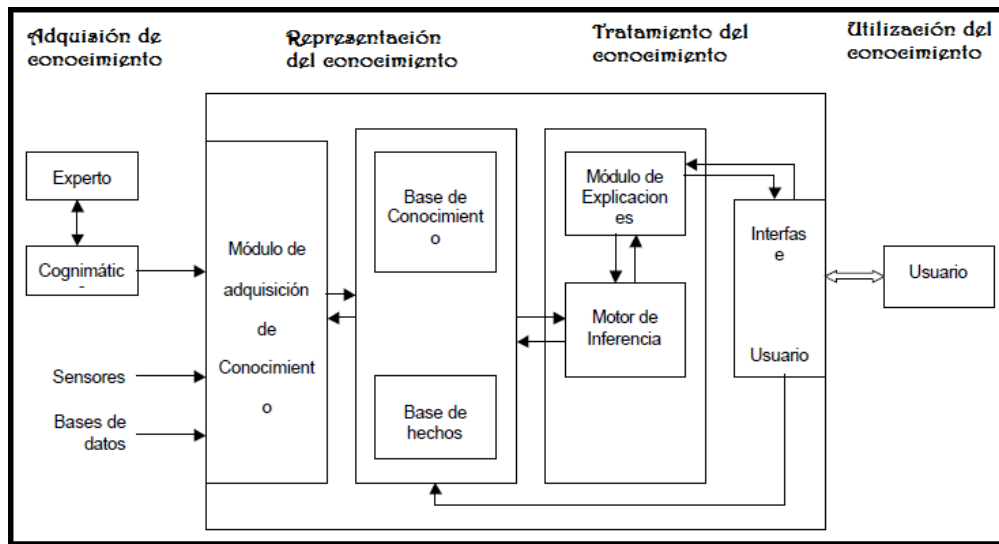 Adquisión de
conocimiento
Representación
del conocimiento
Tratamiento del
conocimiento
Utilización del
conocimiento
Experto
Cognimátic
Sensores
Bases de
datos
Módulo de
adquisición
de
Conocimient
o
Base de
Conocimient
o
Base de
hechos
Módulo de
Explicacion
es
Motor de
Inferencia
Interfas
e
Usuario
Usuario